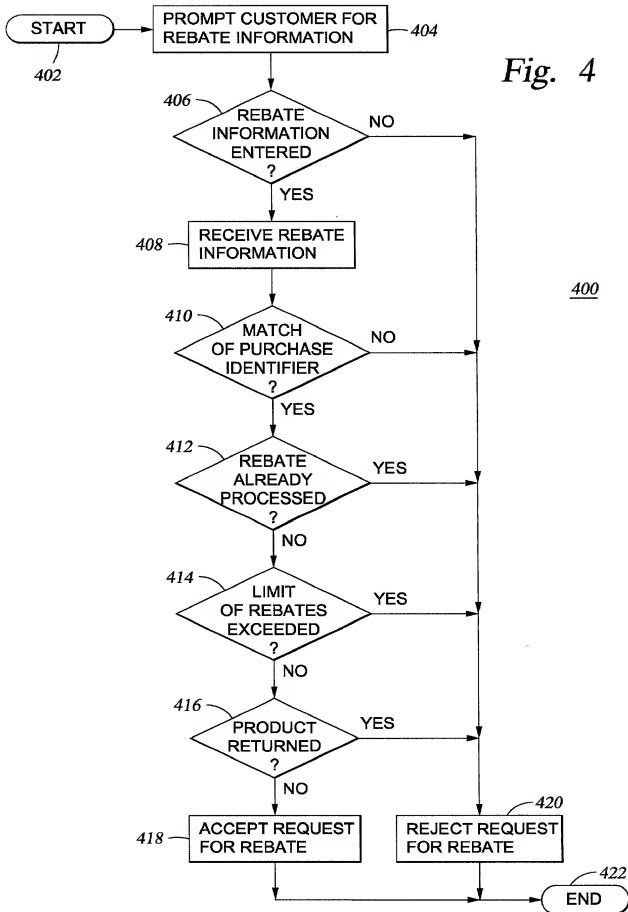 START
402
PROMPT CUSTOMER FOR
REBATE INFORMATION
404
Fig. 4
406
REBATE
INFORMATION
ENTERED
?
NO
YES
408
RECEIVE REBATE
INFORMATION
400
410
MATCH
OF PURCHASE
IDENTIFIER
?
NO
YES
412
REBATE
ALREADY
PROCESSED
?
YES
NO
414
LIMIT
OF REBATES
EXCEEDED
?
YES
NO
416
PRODUCT
RETURNED
?
YES
NO
418
ACCEPT REQUEST
FOR REBATE
420
REJECT REQUEST
FOR REBATE
422
END